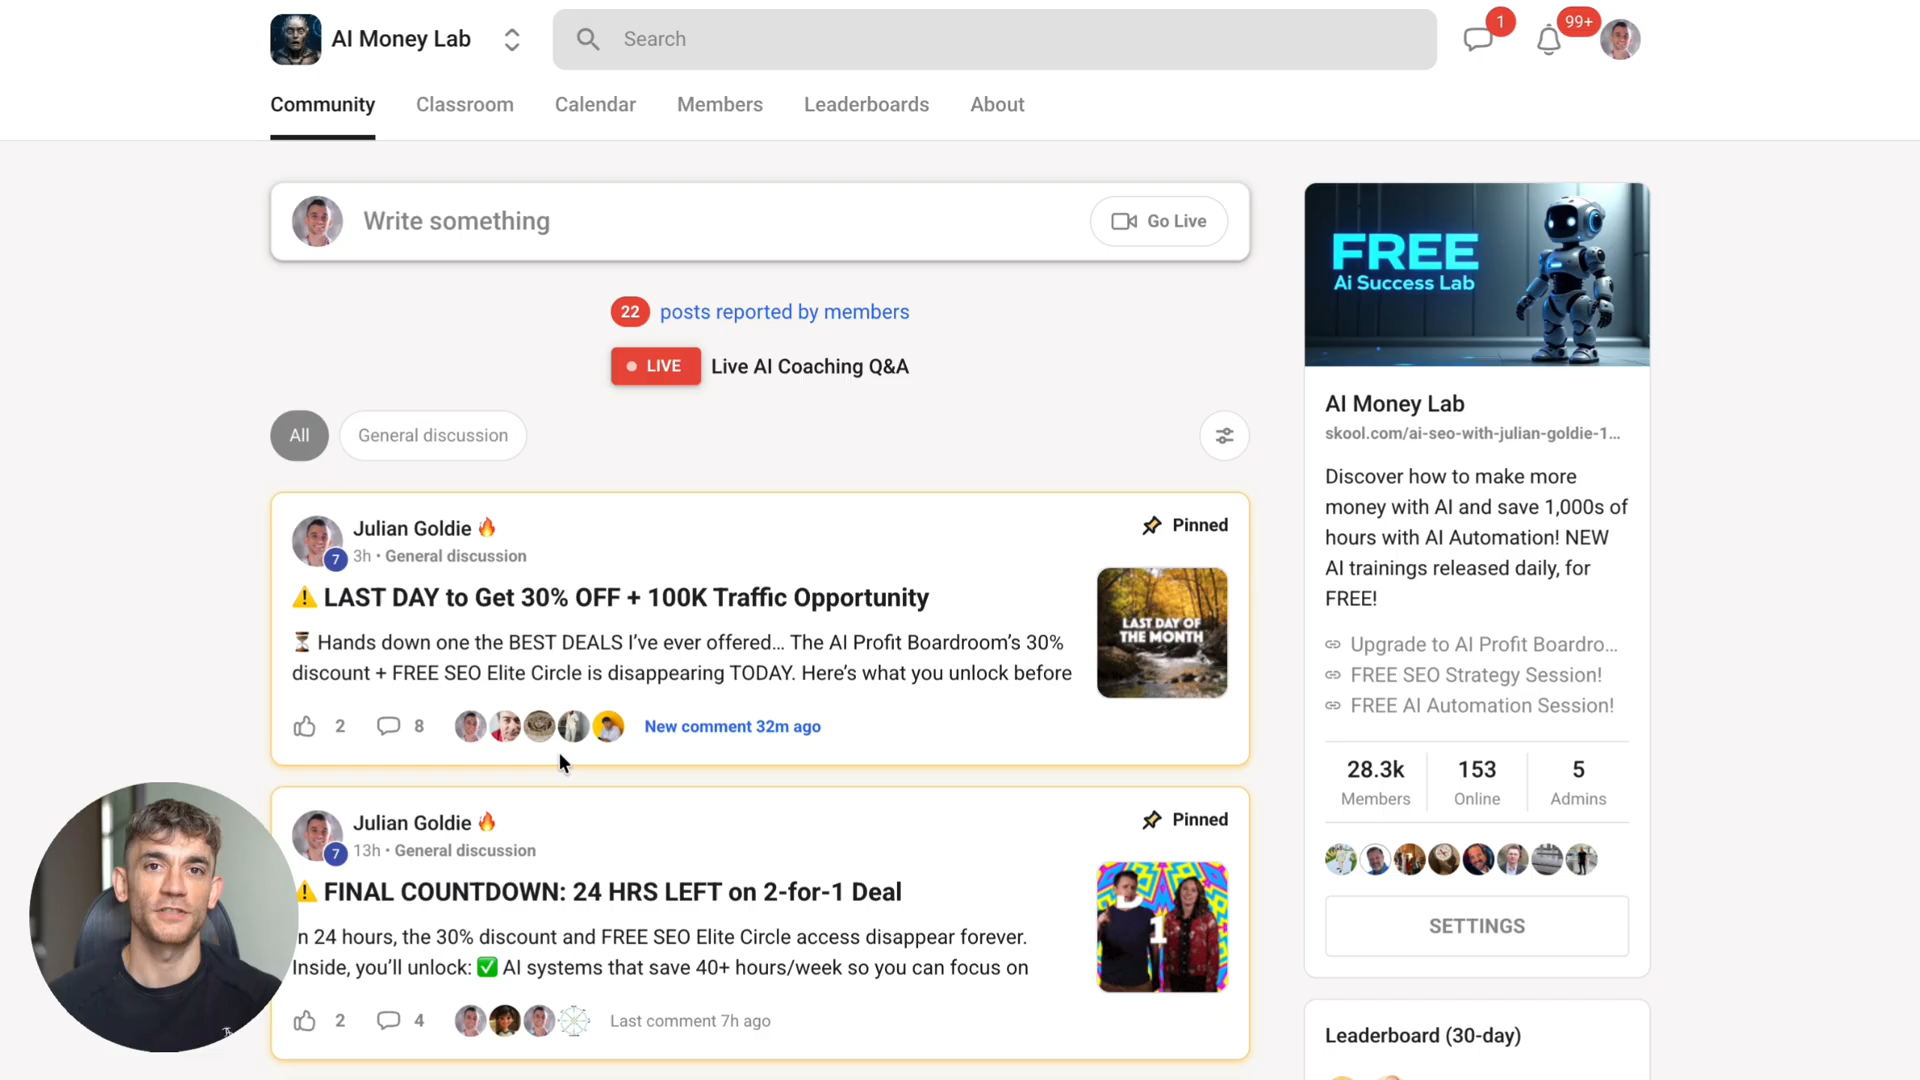 AI Money Lab
Search
1
99+
Community
Classroom
Calendar
Members
Leaderboards
About
Write something
Go Live
22 posts reported by members
LIVE Live AI Coaching Q&A
All
General discussion
Julian Goldie 🔥
7
3h • General discussion
Pinned
⚠️ LAST DAY to Get 30% OFF + 100K Traffic Opportunity
⏳ Hands down one the BEST DEALS I've ever offered... The AI Profit Boardroom's 30%
discount + FREE SEO Elite Circle is disappearing TODAY. Here's what you unlock before
LAST DAY OF
THE MONTH
2
8
New comment 32m ago
Julian Goldie 🔥
7
13h • General discussion
Pinned
⚠️ FINAL COUNTDOWN: 24 HRS LEFT on 2-for-1 Deal
n 24 hours, the 30% discount and FREE SEO Elite Circle access disappear forever.
Inside, you'll unlock: ✅ AI systems that save 40+ hours/week so you can focus on
1
2
4
Last comment 7h ago
FREE
Ai Success Lab
AI Money Lab
skool.com/ai-seo-with-julian-goldie-1...
Discover how to make more
money with AI and save 1,000s of
hours with AI Automation! NEW
AI trainings released daily, for
FREE!
Upgrade to AI Profit Boardro...
FREE SEO Strategy Session!
FREE AI Automation Session!
28.3k
Members
153
Online
5
Admins
SETTINGS
Leaderboard (30-day)